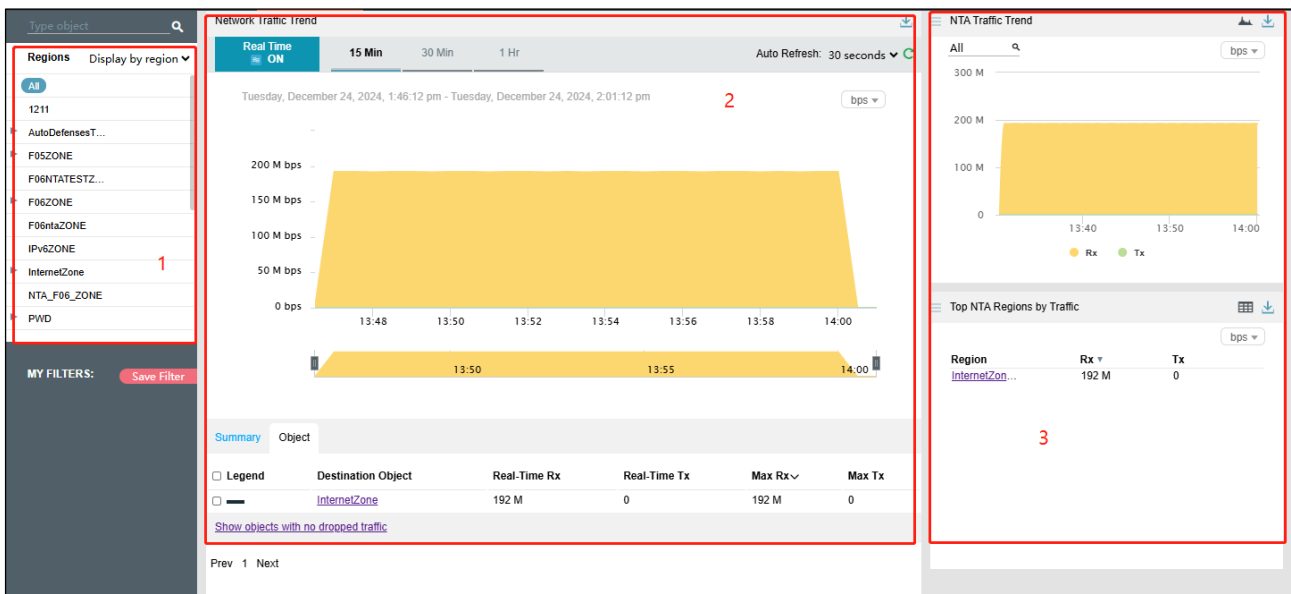 Type object
Regions Display by region
All
1211
AutoDefensesT...
F05ZONE
F06NTATESTZ...
F06ZONE
F06ntaZONE
IPv6ZONE
InternetZone
NTA_F06_ZONE
PWD
1
MY FILTERS: Save Filter
Network Traffic Trend
Real Time
ON
15 Min 30 Min 1 Hr
Auto Refresh: 30 seconds
Tuesday, December 24, 2024, 1:46:12 pm - Tuesday, December 24, 2024, 2:01:12 pm
2
bps
200 M bps
150 M bps
100 M bps
50 M bps
0 bps
13:48 13:50 13:52 13:54 13:56 13:58 14:00
13:50 13:55 14:00
Summary Object
Legend Destination Object Real-Time Rx Real-Time Tx Max Rx Max Tx
InternetZone 192 M 0 192 M 0
Show objects with no dropped traffic
Prev 1 Next
NTA Traffic Trend
All
bps
300 M
200 M
100 M
0
13:40 13:50 14:00
Rx Tx
Top NTA Regions by Traffic
bps
Region Rx Tx
InternetZon... 192 M 0
3